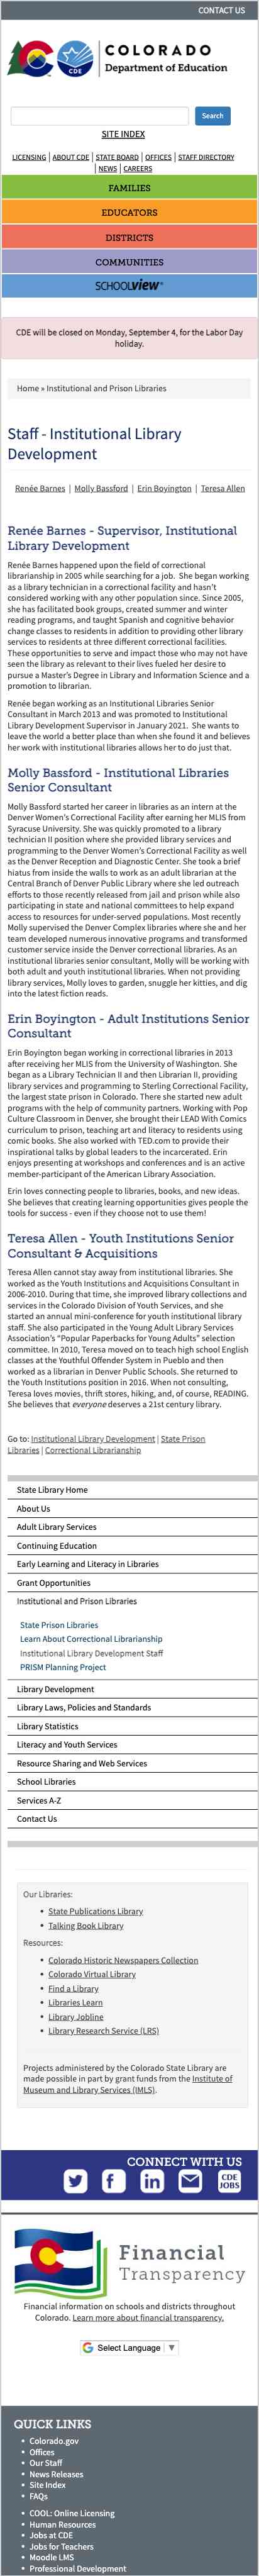 CONTACT US
COLORADO
Department of Education
CDE
Search
SITE INDEX
LICENSING | ABOUT CDE | STATE BOARD | OFFICES | STAFF DIRECTORY
| NEWS | CAREERS
FAMILIES
EDUCATORS
DISTRICTS
COMMUNITIES
SCHOOLVIEW®
CDE will be closed on Monday, September 4, for the Labor Day
holiday.
Home » Institutional and Prison Libraries
Staff - Institutional Library
Development
Renée Barnes | Molly Bassford | Erin Boyington | Teresa Allen
Renée Barnes - Supervisor, Institutional
Library Development
Renée Barnes happened upon the field of correctional
librarianship in 2005 while searching for a job. She began working
as a library technician in a correctional facility and hasn't
considered working with any other population since. Since 2005,
she has facilitated book groups, created summer and winter
reading programs, and taught Spanish and cognitive behavior
change classes to residents in addition to providing other library
services to residents at three different correctional facilities.
These opportunities to serve and impact those who may not have
seen the library as relevant to their lives fueled her desire to
pursue a Master's Degree in Library and Information Science and a
promotion to librarian.
Renée began working as an Institutional Libraries Senior
Consultant in March 2013 and was promoted to Institutional
Library Development Supervisor in January 2021. She wants to
leave the world a better place than when she found it and believes
her work with institutional libraries allows her to do just that.
Molly Bassford - Institutional Libraries
Senior Consultant
Molly Bassford started her career in libraries as an intern at the
Denver Women's Correctional Facility after earning her MLIS from
Syracuse University. She was quickly promoted to a library
technician II position where she provided library services and
programming to the Denver Women's Correctional Facility as well
as the Denver Reception and Diagnostic Center. She took a brief
hiatus from inside the walls to work as an adult librarian at the
Central Branch of Denver Public Library where she led outreach
efforts to those recently released from jail and prison while also
participating in state and national committees to help expand
access to resources for under-served populations. Most recently
Molly supervised the Denver Complex libraries where she and her
team developed numerous innovative programs and transformed
customer service inside the Denver correctional libraries. As an
institutional libraries senior consultant, Molly will be working with
both adult and youth institutional libraries. When not providing
library services, Molly loves to garden, snuggle her kitties, and dig
into the latest fiction reads.
Erin Boyington - Adult Institutions Senior
Consultant
Erin Boyington began working in correctional libraries in 2013
after receiving her MLIS from the University of Washington. She
began as a Library Technician II and then Librarian II, providing
library services and programming to Sterling Correctional Facility,
the largest state prison in Colorado. There she started new adult
programs with the help of community partners. Working with Pop
Culture Classroom in Denver, she brought their LEAD With Comics
curriculum to prison, teaching art and literacy to residents using
comic books. She also worked with TED.com to provide their
inspirational talks by global leaders to the incarcerated. Erin
enjoys presenting at workshops and conferences and is an active
member-participant of the American Library Association.
Erin loves connecting people to libraries, books, and new ideas.
She believes that creating learning opportunities gives people the
tools for success - even if they choose not to use them!
Teresa Allen - Youth Institutions Senior
Consultant & Acquisitions
Teresa Allen cannot stay away from institutional libraries. She
worked as the Youth Institutions and Acquisitions Consultant in
2006-2010. During that time, she improved library collections and
services in the Colorado Division of Youth Services, and she
started an annual mini-conference for youth institutional library
staff. She also participated in the Young Adult Library Services
Association's "Popular Paperbacks for Young Adults" selection
committee. In 2010, Teresa moved on to teach high school English
classes at the Youthful Offender System in Pueblo and then
worked as a librarian in Denver Public Schools. She returned to
the Youth Institutions position in 2016. When not consulting,
Teresa loves movies, thrift stores, hiking, and, of course, READING.
She believes that everyone deserves a 21st century library.
Go to: Institutional Library Development | State Prison
Libraries | Correctional Librarianship
State Library Home
About Us
Adult Library Services
Continuing Education
Early Learning and Literacy in Libraries
Grant Opportunities
Institutional and Prison Libraries
State Prison Libraries
Learn About Correctional Librarianship
Institutional Library Development Staff
PRISM Planning Project
Library Development
Library Laws, Policies and Standards
Library Statistics
Literacy and Youth Services
Resource Sharing and Web Services
School Libraries
Services A-Z
Contact Us
Our Libraries:
• State Publications Library
• Talking Book Library
Resources:
• Colorado Historic Newspapers Collection
• Colorado Virtual Library
• Find a Library
• Libraries Learn
• Library Jobline
• Library Research Service (LRS)
Projects administered by the Colorado State Library are
made possible in part by grant funds from the Institute of
Museum and Library Services (IMLS).
CONNECT WITH US
CDE
JOBS
Financial
Transparency
Financial information on schools and districts throughout
Colorado. Learn more about financial transparency.
Select Language ▼
QUICK LINKS
• Colorado.gov
• Offices
• Our Staff
• News Releases
• Site Index
• FAQs
• COOL: Online Licensing
• Human Resources
• Jobs at CDE
• Jobs for Teachers
• Moodle LMS
• Professional Development